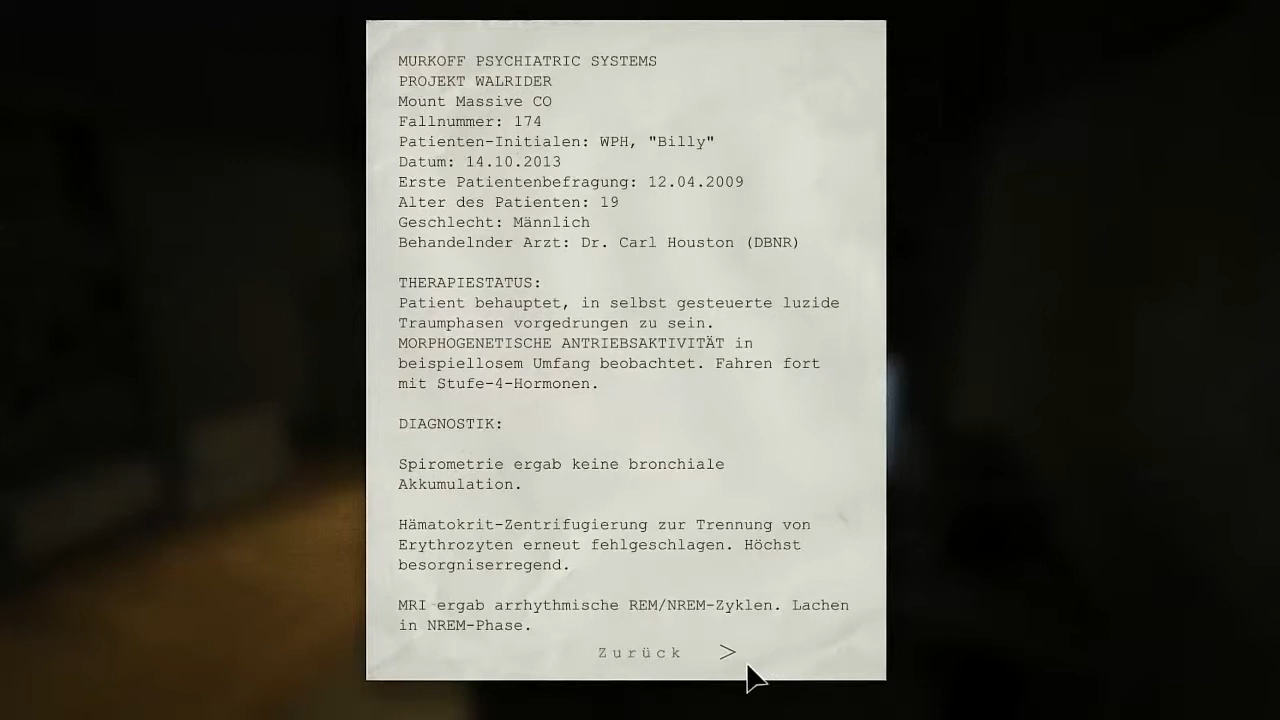 MURKOFF PSYCHIATRIC SYSTEMS
PROJEKT WALRIDER
Mount Massive CO
Fallnummer: 174
Patienten-Initialen: WPH, "Billy"
Datum: 14.10.2013
Erste Patientenbefragung: 12.04.2009
Alter des Patienten: 19
Geschlecht: Männlich
Behandelnder Arzt: Dr. Carl Houston (DBNR)
THERAPIESTATUS:
Patient behauptet, in selbst gesteuerte luzide
Traumphasen vorgedrungen zu sein.
MORPHOGENETISCHE ANTRIEBSAKTIVITÄT in
beispiellosem Umfang beobachtet. Fahren fort
mit Stufe-4-Hormonen.
DIAGNOSTIK:
Spirometrie ergab keine bronchiale
Akkumulation.
Hämatokrit-Zentrifugierung zur Trennung von
Erythrozyten erneut fehlgeschlagen. Höchst
besorgniserregend.
MRI ergab arrhythmische REM/NREM-Zyklen. Lachen
in NREM-Phase.
Zurück >